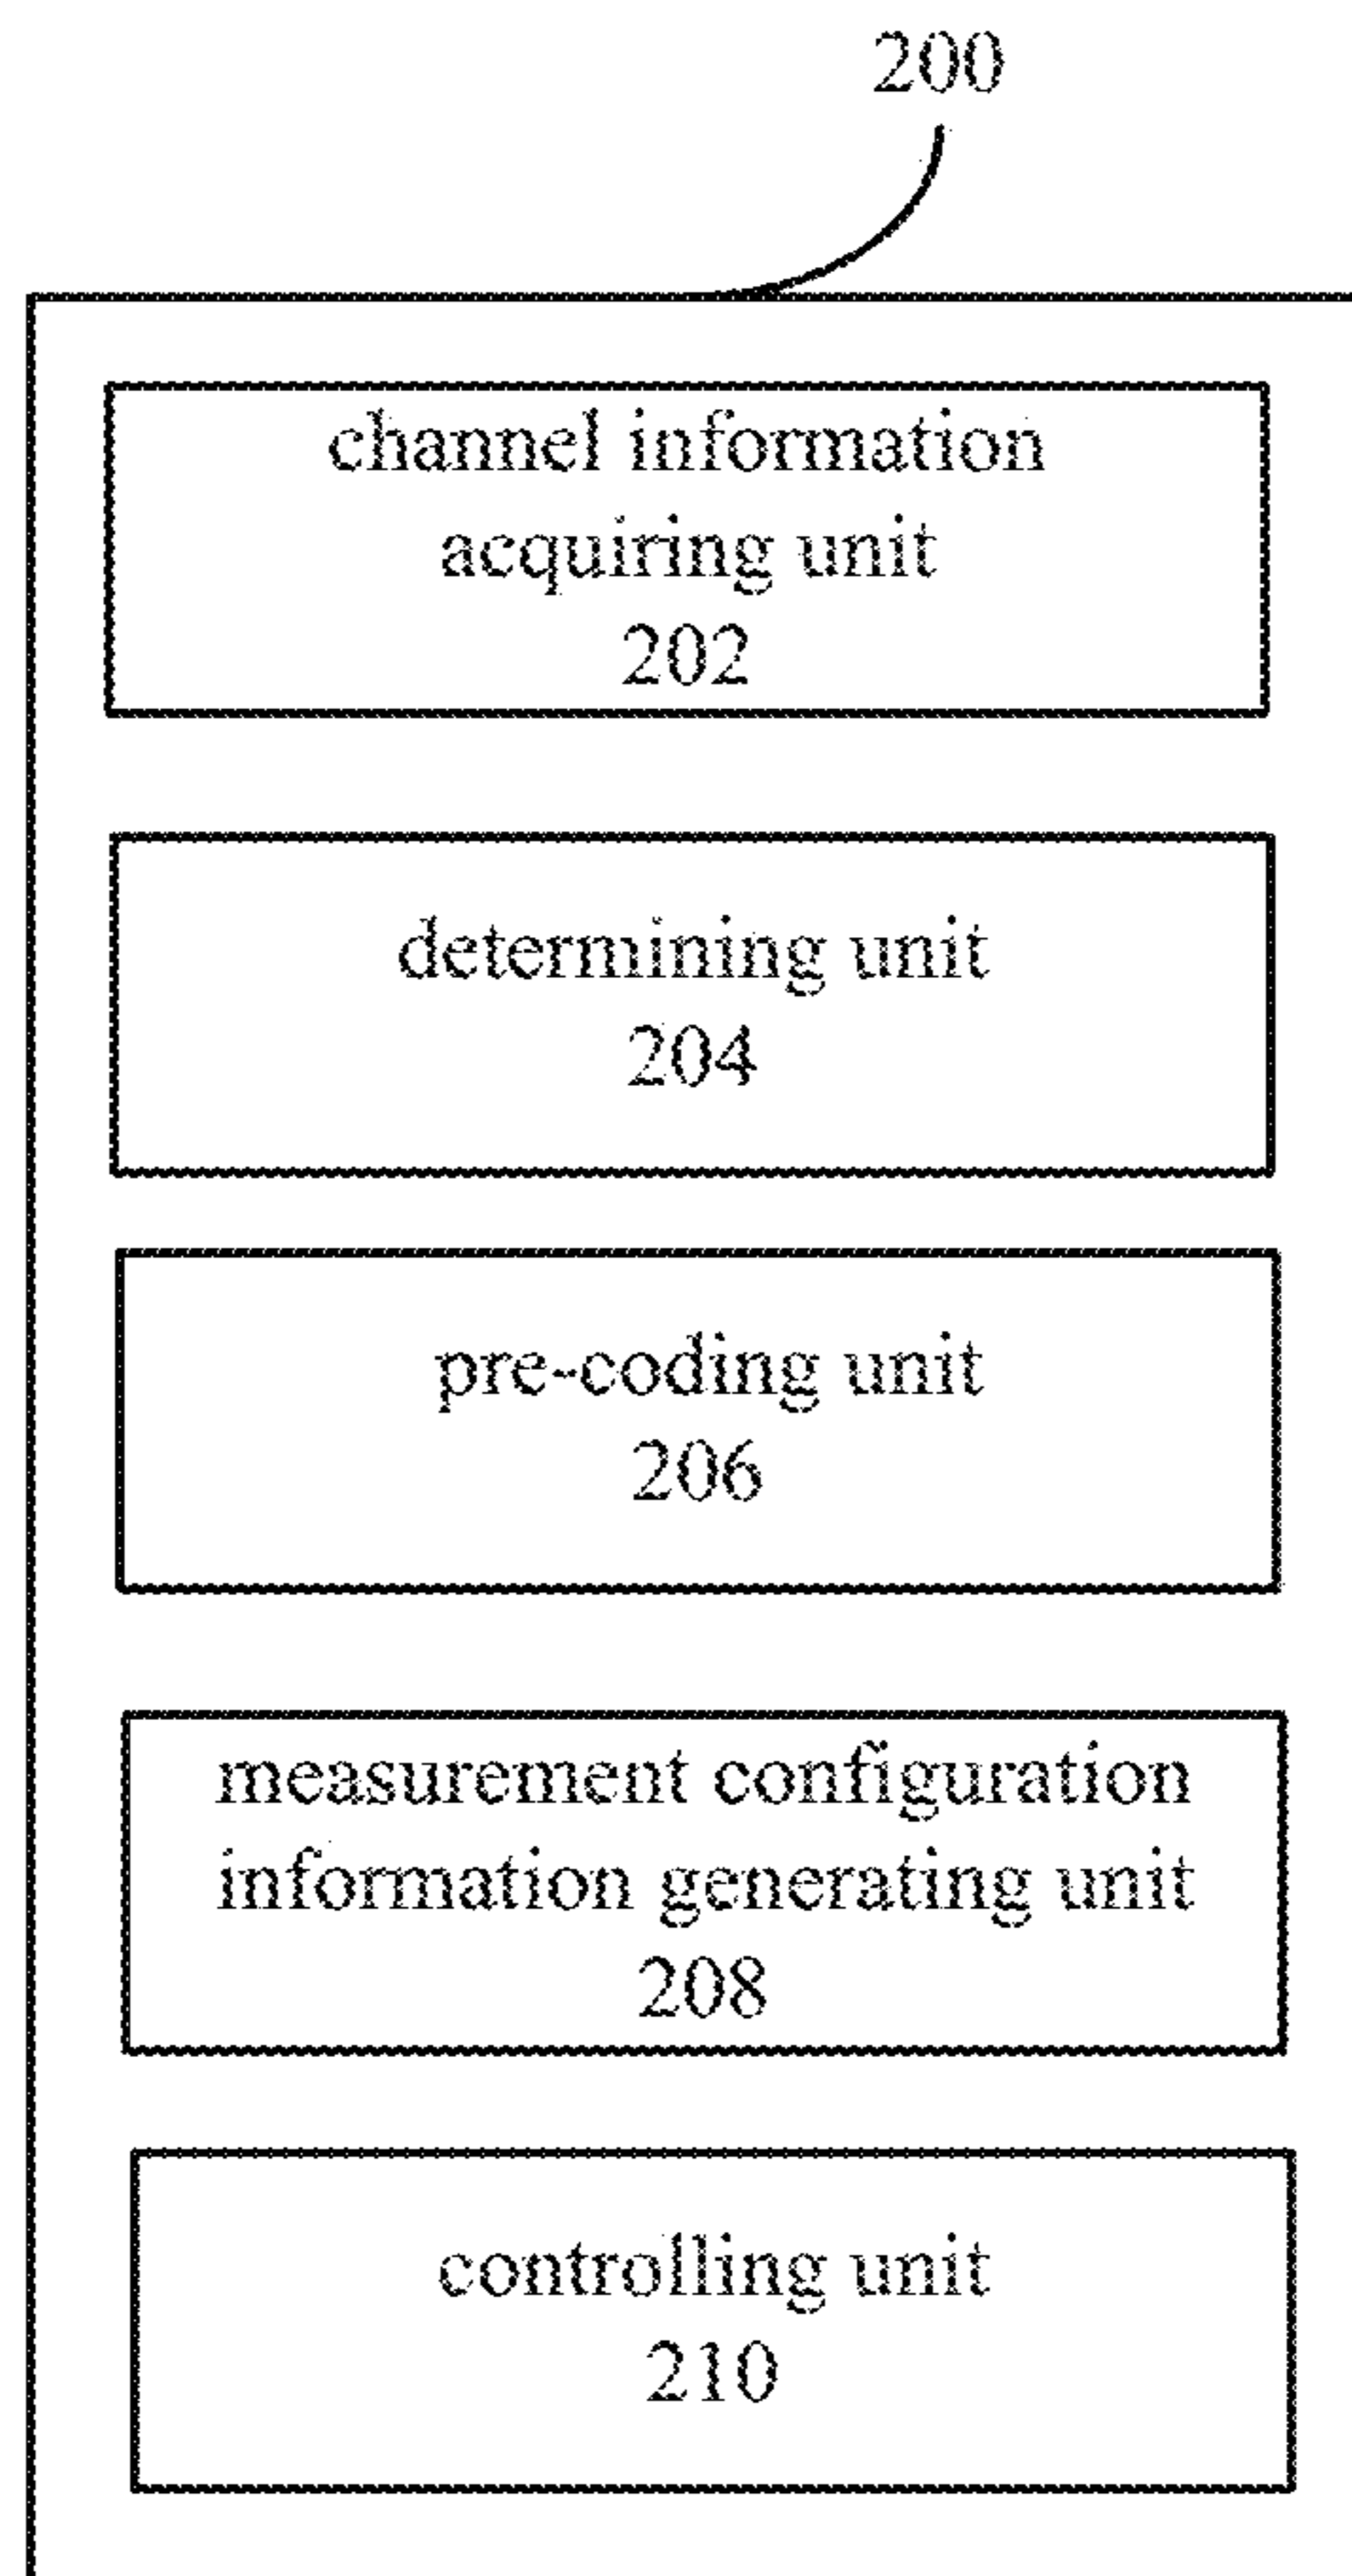 200
channel information
acquiring unit
202
determining unit
204
pre-coding unit
206
measurement configuration
information generating unit
208
controlling unit
210